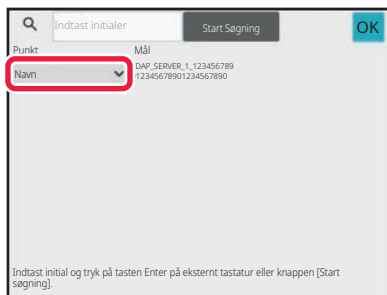 Indtast initialer
Start Søgning
OK
Punkt
Mål
Navn
DAP_SERVER_1_123456789
12345678901234567890
Indtast initial og tryk på tasten Enter på eksternt tastatur eller knappen [Start
søgning].